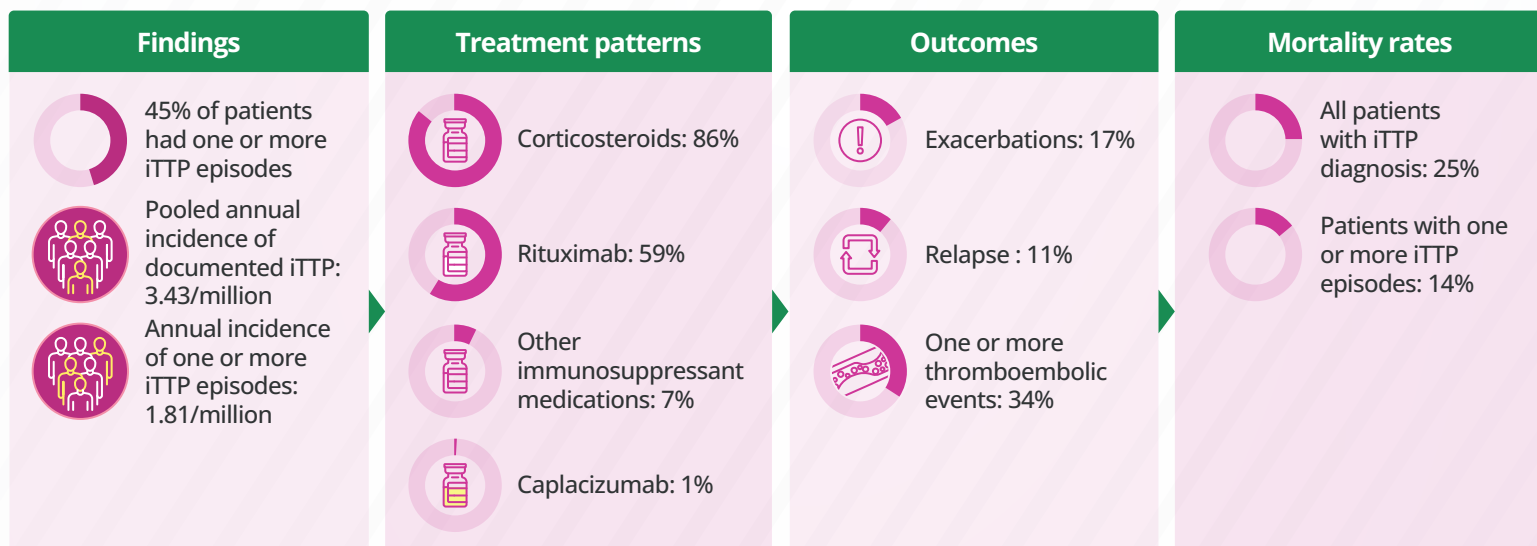 Findings
45% of patients
had one or more
iTTP episodes
Pooled annual
incidence of
documented iTTP:
3.43/million
Annual incidence
of one or more
iTTP episodes:
1.81/million
Treatment patterns
Corticosteroids: 86%
Rituximab: 59%
Other
immunosuppressant
medications: 7%
Caplacizumab: 1%
Outcomes
Exacerbations: 17%
Relapse : 11%
One or more
thromboembolic
events: 34%
Mortality rates
All patients
with iTTP
diagnosis: 25%
Patients with one
or more iTTP
episodes: 14%